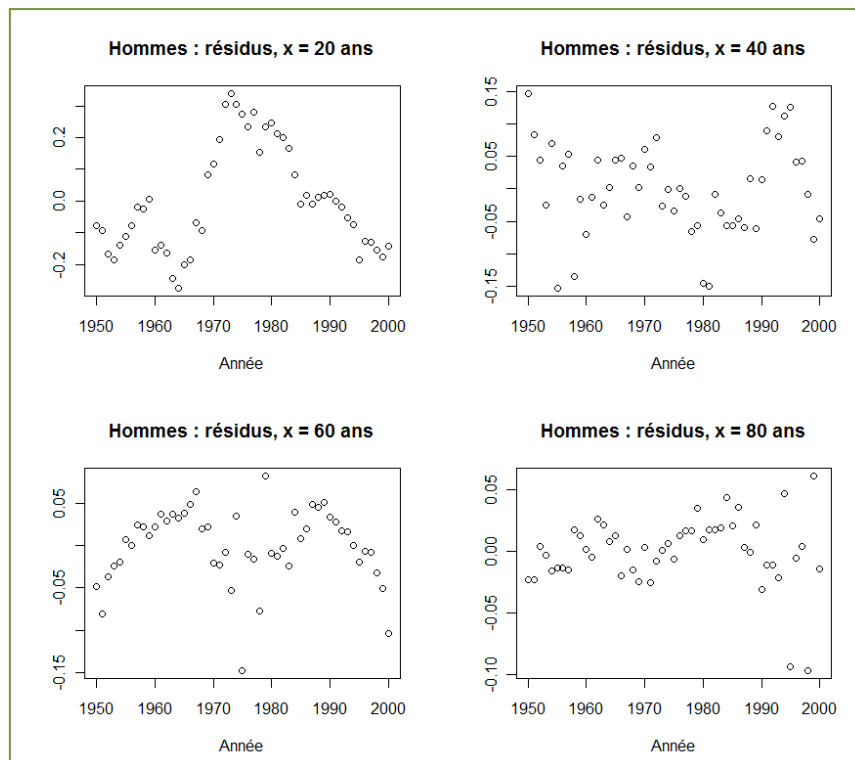 Hommes : résidus, x = 20 ans
0.2
0.0
-0.2
1950 1960 1970 1980 1990 2000
Année
Hommes : résidus, x = 40 ans
0.15
0.05
-0.05
-0.15
1950 1960 1970 1980 1990 2000
Année
Hommes : résidus, x = 60 ans
0.05
-0.05
-0.15
1950 1960 1970 1980 1990 2000
Année
Hommes : résidus, x = 80 ans
0.05
0.00
-0.05
-0.10
1950 1960 1970 1980 1990 2000
Année